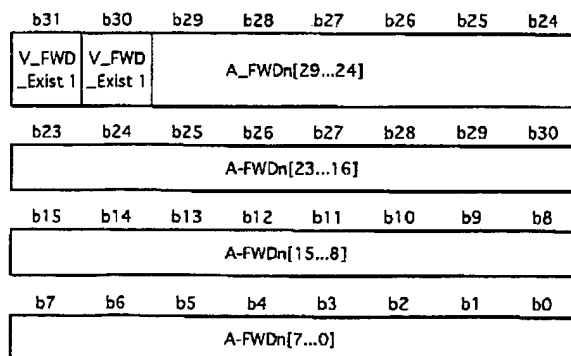 b31 b30 b29 b28 b27 b26 b25 b24
V_FWD V_FWD
_Exist 1 _Exist 1
A_FWDn[29...24]
b23 b24 b25 b26 b27 b28 b29 b30
A-FWDn[23...16]
b15 b14 b13 b12 b11 b10 b9 b8
A-FWDn[15...8]
b7 b6 b5 b4 b3 b2 b1 b0
A-FWDn[7...0]